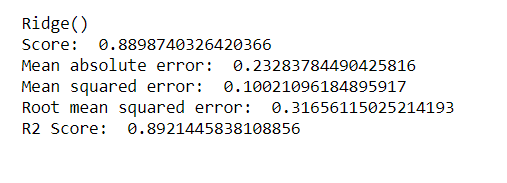 Ridge()
Score:  0.8898740326420366
Mean absolute error:  0.23283784490425816
Mean squared error:  0.10021096184895917
Root mean squared error:  0.31656115025214193
R2 Score:  0.8921445838108856